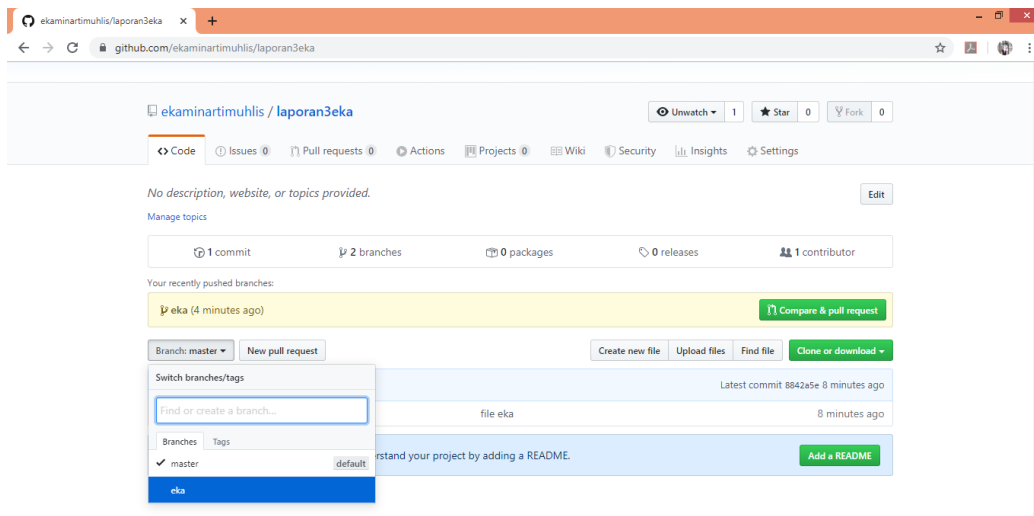 ekaminartimuhlis/laporan3eka
github.com/ekaminartimuhlis/laporan3eka
ekaminartimuhlis / laporan3eka
Unwatch 1 Star 0 Fork 0
Code Issues 0 Pull requests 0 Actions Projects 0 Wiki Security Insights Settings
No description, website, or topics provided. Edit
Manage topics
1 commit 2 branches 0 packages 0 releases 1 contributor
Your recently pushed branches:
eka (4 minutes ago) Compare & pull request
Branch: master New pull request Create new file Upload files Find file Clone or download
Switch branches/tags
Latest commit 8842a5e 8 minutes ago
Find or create a branch...
file eka 8 minutes ago
Branches Tags
rstand your project by adding a README. Add a README
master default
eka